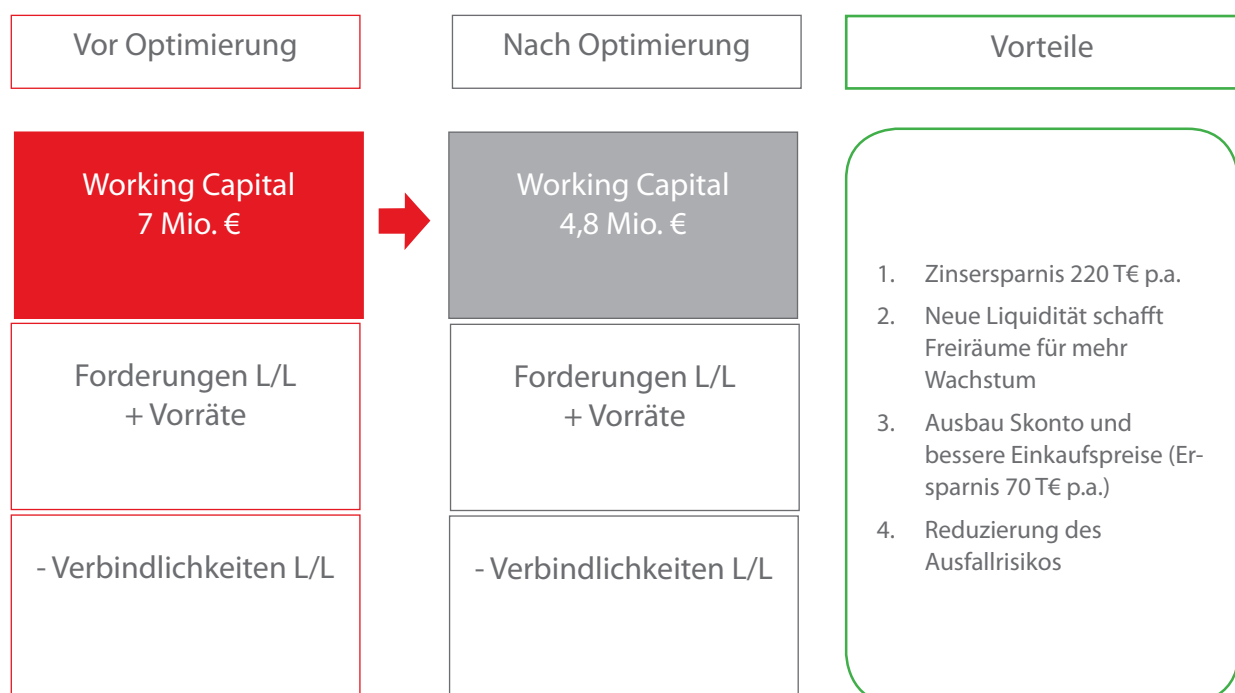 Vor Optimierung
Nach Optimierung
Vorteile
Working Capital
7 Mio. €
Working Capital
4,8 Mio. €
Forderungen L/L
+ Vorräte
Forderungen L/L
+ Vorräte
- Verbindlichkeiten L/L
- Verbindlichkeiten L/L
1. Zinsersparnis 220 T€ p.a.
2. Neue Liquidität schafft
Freiräume für mehr
Wachstum
3. Ausbau Skonto und
bessere Einkaufspreise (Er-
sparnis 70 T€ p.a.)
4. Reduzierung des
Ausfallrisikos